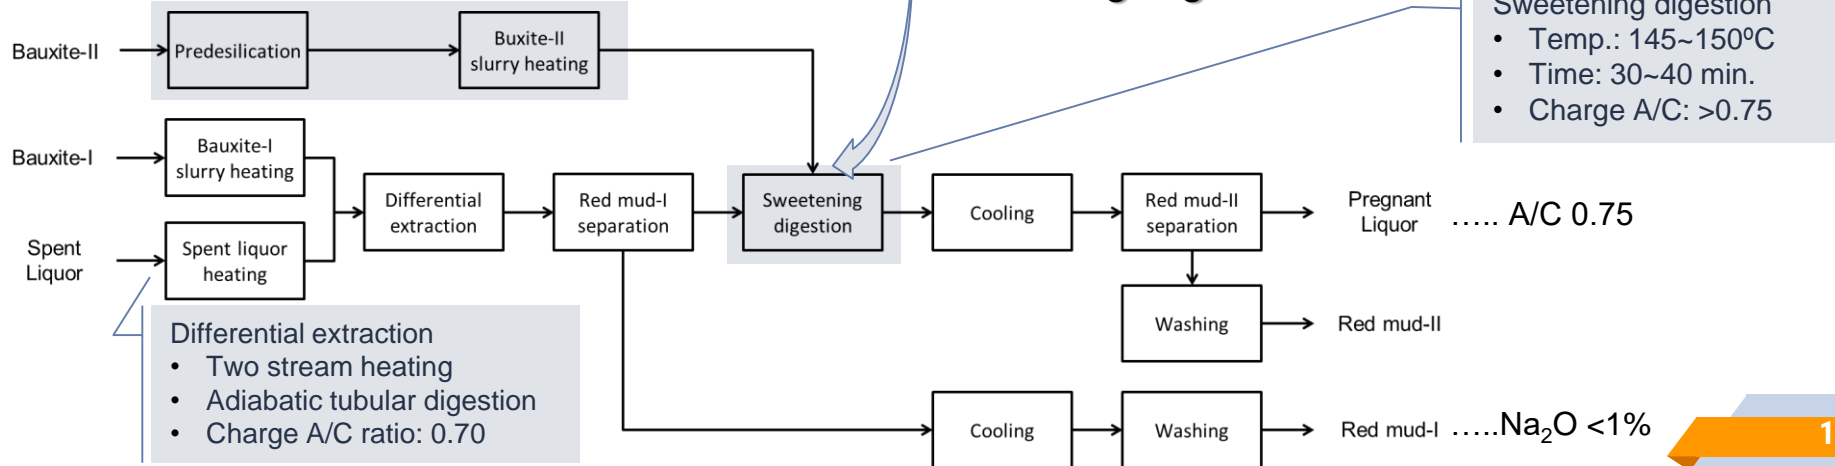 Sweetening digestion
• Temp.: 145~150ºC
• Time: 30~40 min.
• Charge A/C: >0.75
Bauxite-II
Predesilication
Buxite-II
slurry heating
Bauxite-I
Bauxite-I
slurry heating
Spent
Liquor
Spent liquor
heating
Differential
extraction
Red mud-I
separation
Sweetening
digestion
Cooling
Red mud-II
separation
Pregnant
Liquor
….. A/C 0.75
Washing
Red mud-II
Differential extraction
• Two stream heating
• Adiabatic tubular digestion
• Charge A/C ratio: 0.70
Cooling
Washing
Red mud-I
…..Na₂O <1%
1